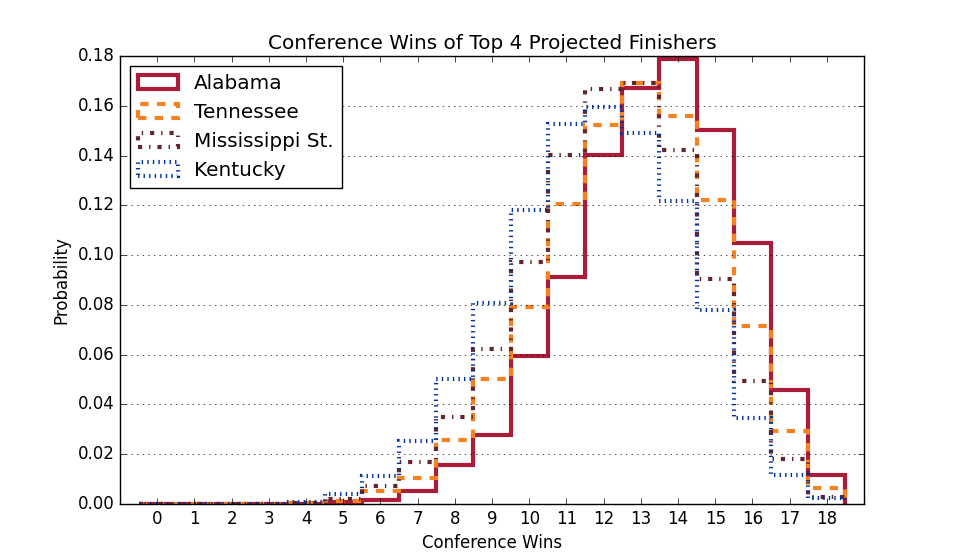 Conference Wins of Top 4 Projected Finishers
0.18
0.16
0.14
0.12
0.10
0.08
0.06
0.04
0.02
0.00
Probability
Alabama
Tennessee
Mississippi St.
Kentucky
0 1 2 3 4 5 6 7 8 9 10 11 12 13 14 15 16 17 18
Conference Wins